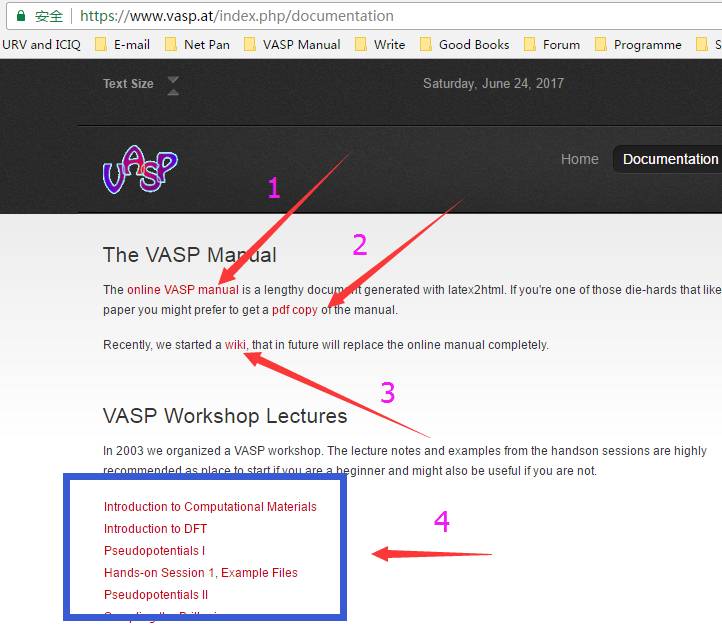 安全 | https://www.vasp.at/index.php/documentation
URV and ICIQ E-mail Net Pan VASP Manual Write Good Books Forum Programme S
Text Size Saturday, June 24, 2017
VASP Home Documentation
1
2
The VASP Manual
The online VASP manual is a lengthy document generated with latex2html. If you're one of those die-hards that like
paper you might prefer to get a pdf copy of the manual.
Recently, we started a wiki, that in future will replace the online manual completely.
3
VASP Workshop Lectures
In 2003 we organized a VASP workshop. The lecture notes and examples from the handson sessions are highly
recommended as place to start if you are a beginner and might also be useful if you are not.
4
Introduction to Computational Materials
Introduction to DFT
Pseudopotentials I
Hands-on Session 1, Example Files
Pseudopotentials II